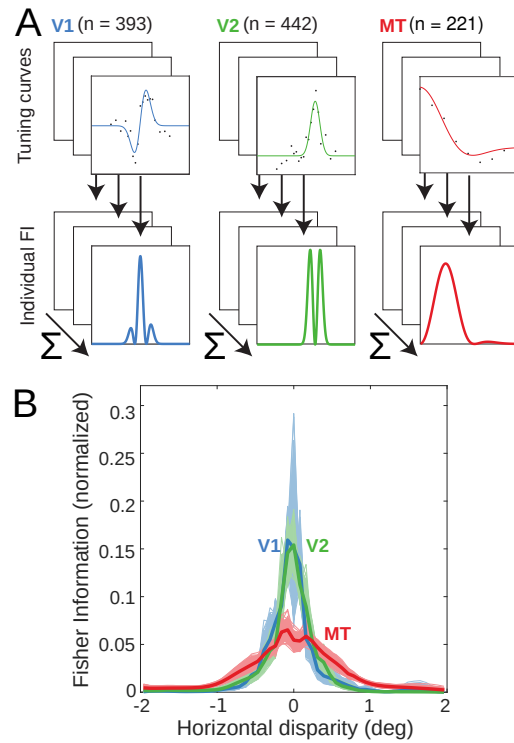 A
V1 (n = 393)
V2 (n = 442)
MT (n = 221)
Tuning curves
Individual FI
Σ
Σ
Σ
B
Fisher Information (normalized)
0.3
0.25
0.2
0.15
0.1
0.05
0
V1
V2
MT
-2
-1
0
1
2
Horizontal disparity (deg)